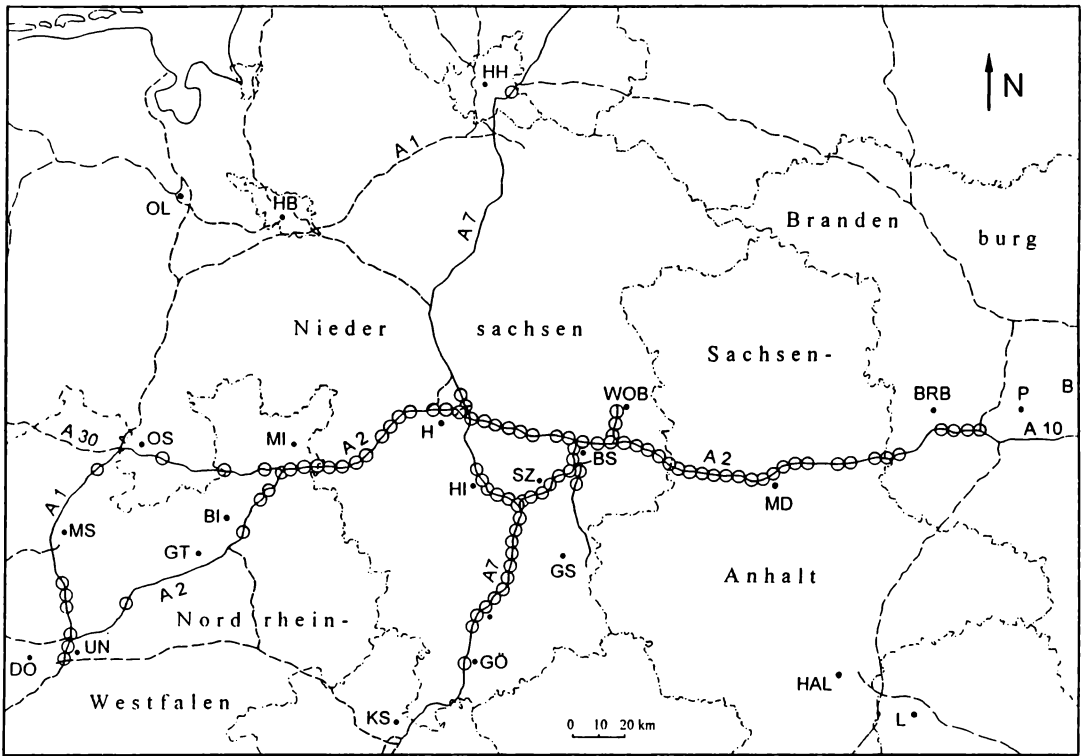 HH
N
A 1
OL
HB
A 7
Branden
burg
Nieder
sachsen
Sachsen-
WOB
BRB
P
B
A 30
OS
MI
A 2
H
BS
A 2
A 10
A 1
HI
SZ
MD
MS
BI
GT
A 2
A 7
GS
Anhalt
Nordrhein-
UN
DO
GÖ
HAL
Westfalen
KS
L
0 10 20 km